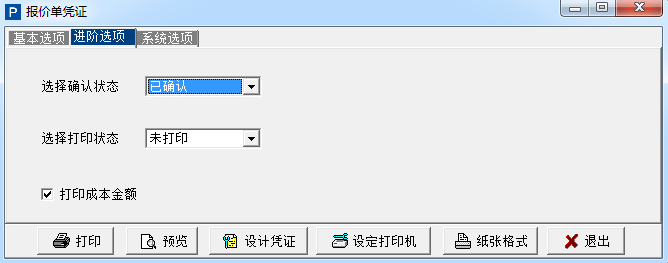 P 报价单凭证
基本选项 进阶选项 系统选项
选择确认状态 已确认
选择打印状态 未打印
打印成本金额
打印 预览 设计凭证 设定打印机 纸张格式 退出